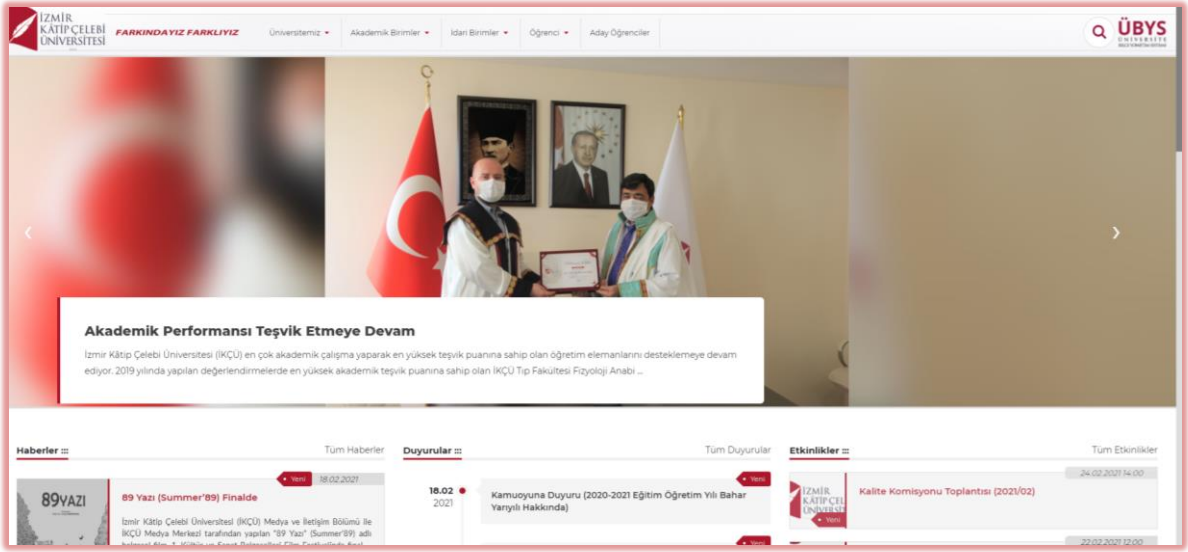 İZMİR
KÂTİP ÇELEBİ
ÜNİVERSİTESİ
FARKINDAYIZ FARKLIYIZ
Üniversitemiz
Akademik Birimler
İdari Birimler
Öğrenci
Aday Öğrenciler
ÜBYS
ÜNİVERSİTE
Akademik Performansı Teşvik Etmeye Devam
İzmir Kâtip Çelebi Üniversitesi (İKÇÜ) en çok akademik çalışma yaparak en yüksek teşvik puanına sahip olan öğretim elemanlarını desteklemeye devam
ediyor. 2019 yılında yapılan değerlendirmelerde en yüksek akademik teşvik puanına sahip olan İKÇÜ Tıp Fakültesi Fizyoloji Anabi ...
Haberler :::
Tüm Haberler
Yeni
18.02.2021
89YAZI
89 Yazı (Summer'89) Finalde
İzmir Kâtip Çelebi Üniversitesi (İKÇÜ) Medya ve İletişim Bölümü ile
İKÇÜ Medya Merkezi tarafından yapılan "89 Yazı" (Summer'89) adlı
Duyurular :::
Tüm Duyurular
Yeni
18.02
2021
Kamuoyuna Duyuru (2020-2021 Eğitim Öğretim Yılı Bahar
Yarıyılı Hakkında)
Yeni
Etkinlikler :::
Tüm Etkinlikler
24.02.2021 14:00
İZMİR
KÂTİP ÇEL
Yeni
Kalite Komisyonu Toplantısı (2021/02)
22.02.2021 12:00